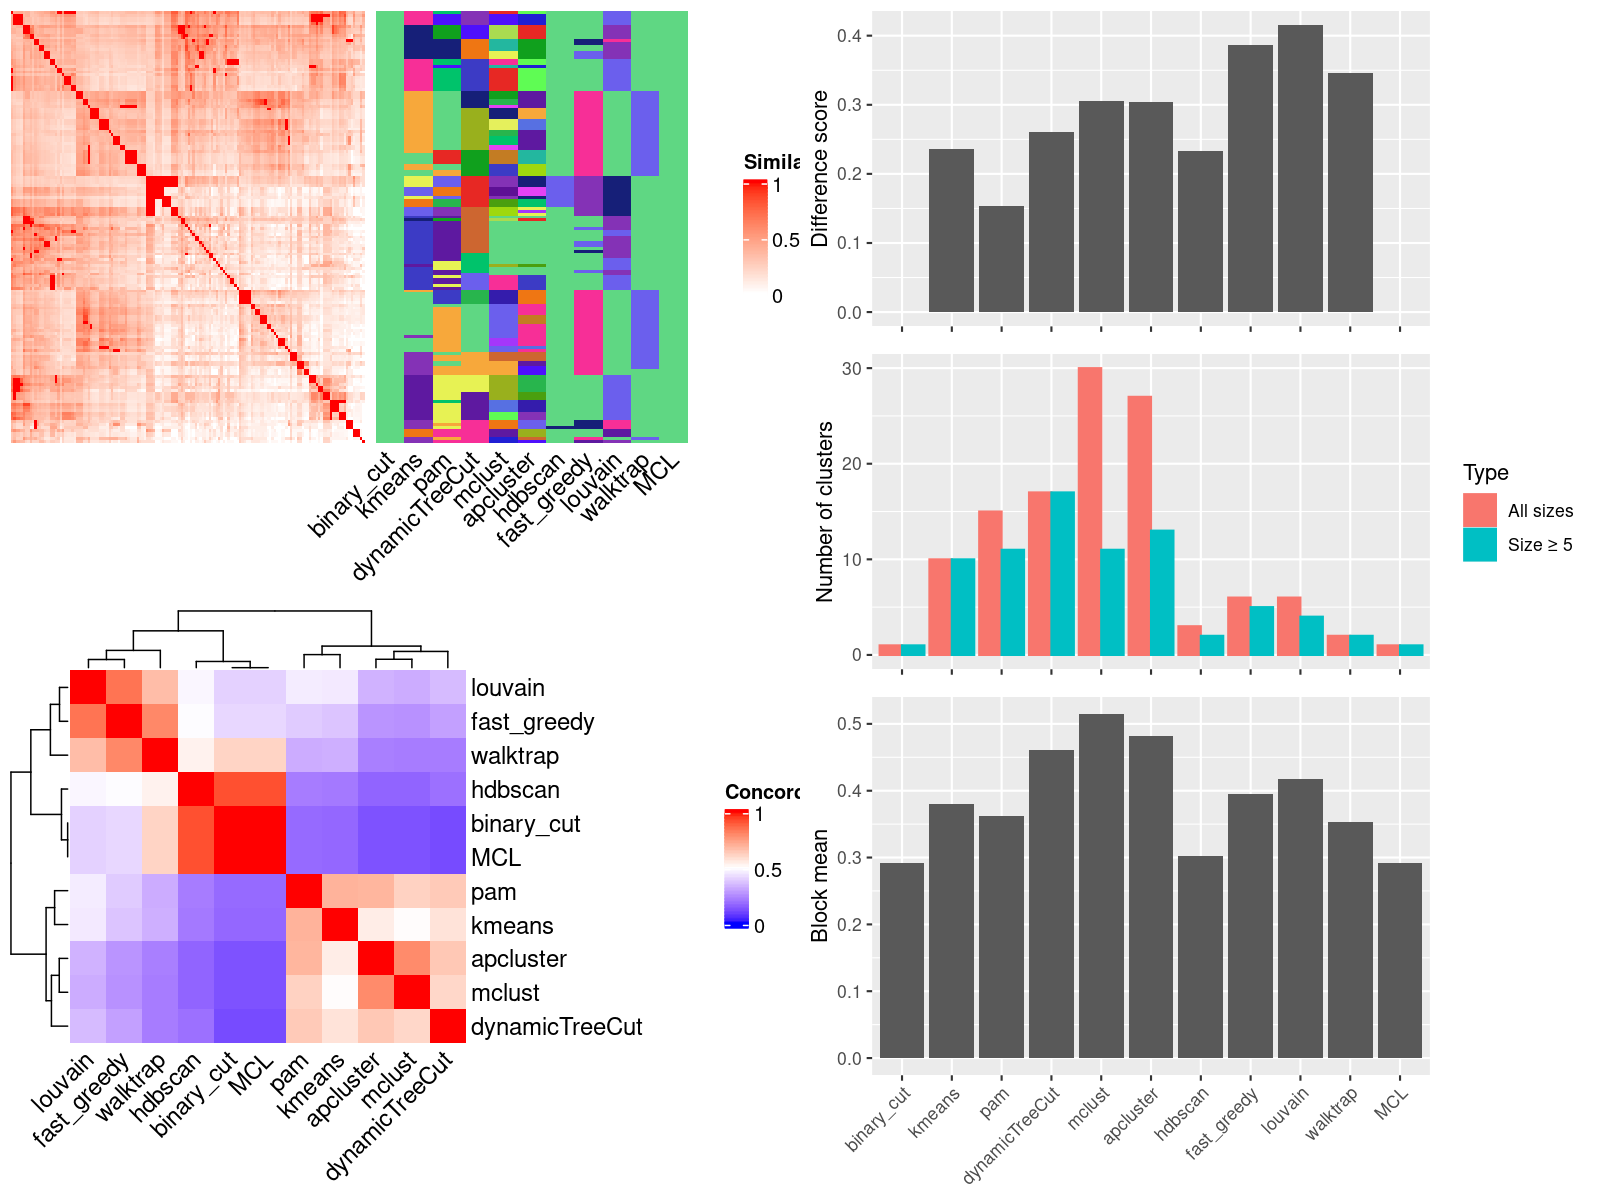 Simila
1
0.5
0
binary_cut
kmeans
pam
dynamicTreeCut
mclust
apcluster
hdbscan
fast_greedy
louvain
walktrap
MCL
louvain
fast_greedy
walktrap
hdbscan
binary_cut
MCL
pam
kmeans
apcluster
mclust
dynamicTreeCut
louvain
fast_greedy
walktrap
hdbscan
binary_cut
MCL
pam
kmeans
apcluster
mclust
dynamicTreeCut
Concord
1
0.5
0
Difference score
0.4
0.3
0.2
0.1
0.0
Number of clusters
30
20
10
0
Type
All sizes
Size ≥ 5
Block mean
0.5
0.4
0.3
0.2
0.1
0.0
binary_cut
kmeans
pam
dynamicTreeCut
mclust
apcluster
hdbscan
fast_greedy
louvain
walktrap
MCL